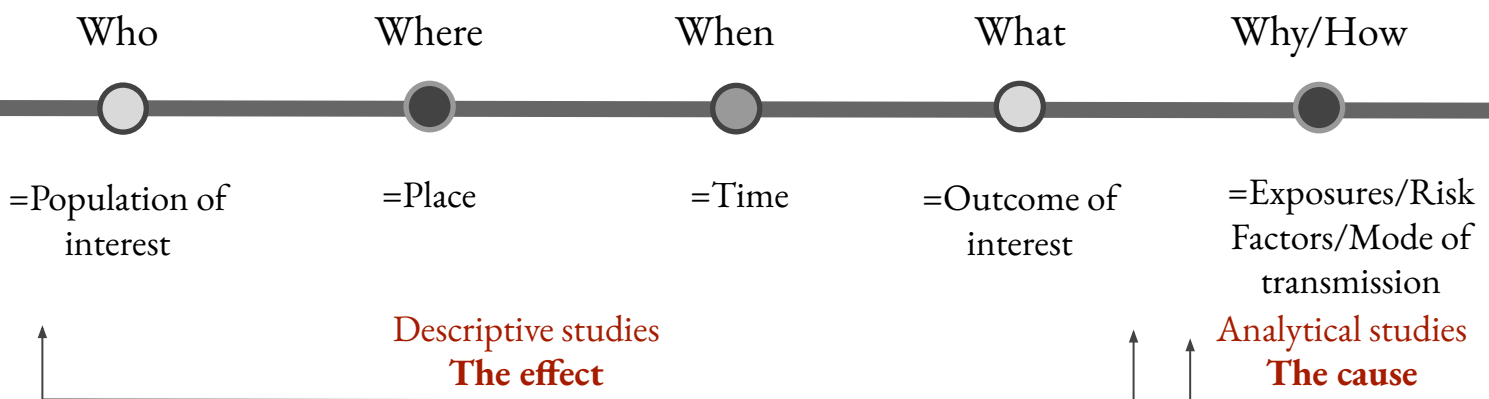 Who
Where
When
What
Why/How
=Population of
interest
=Place
=Time
=Outcome of
interest
=Exposures/Risk
Factors/Mode of
transmission
Descriptive studies
The effect
Analytical studies
The cause